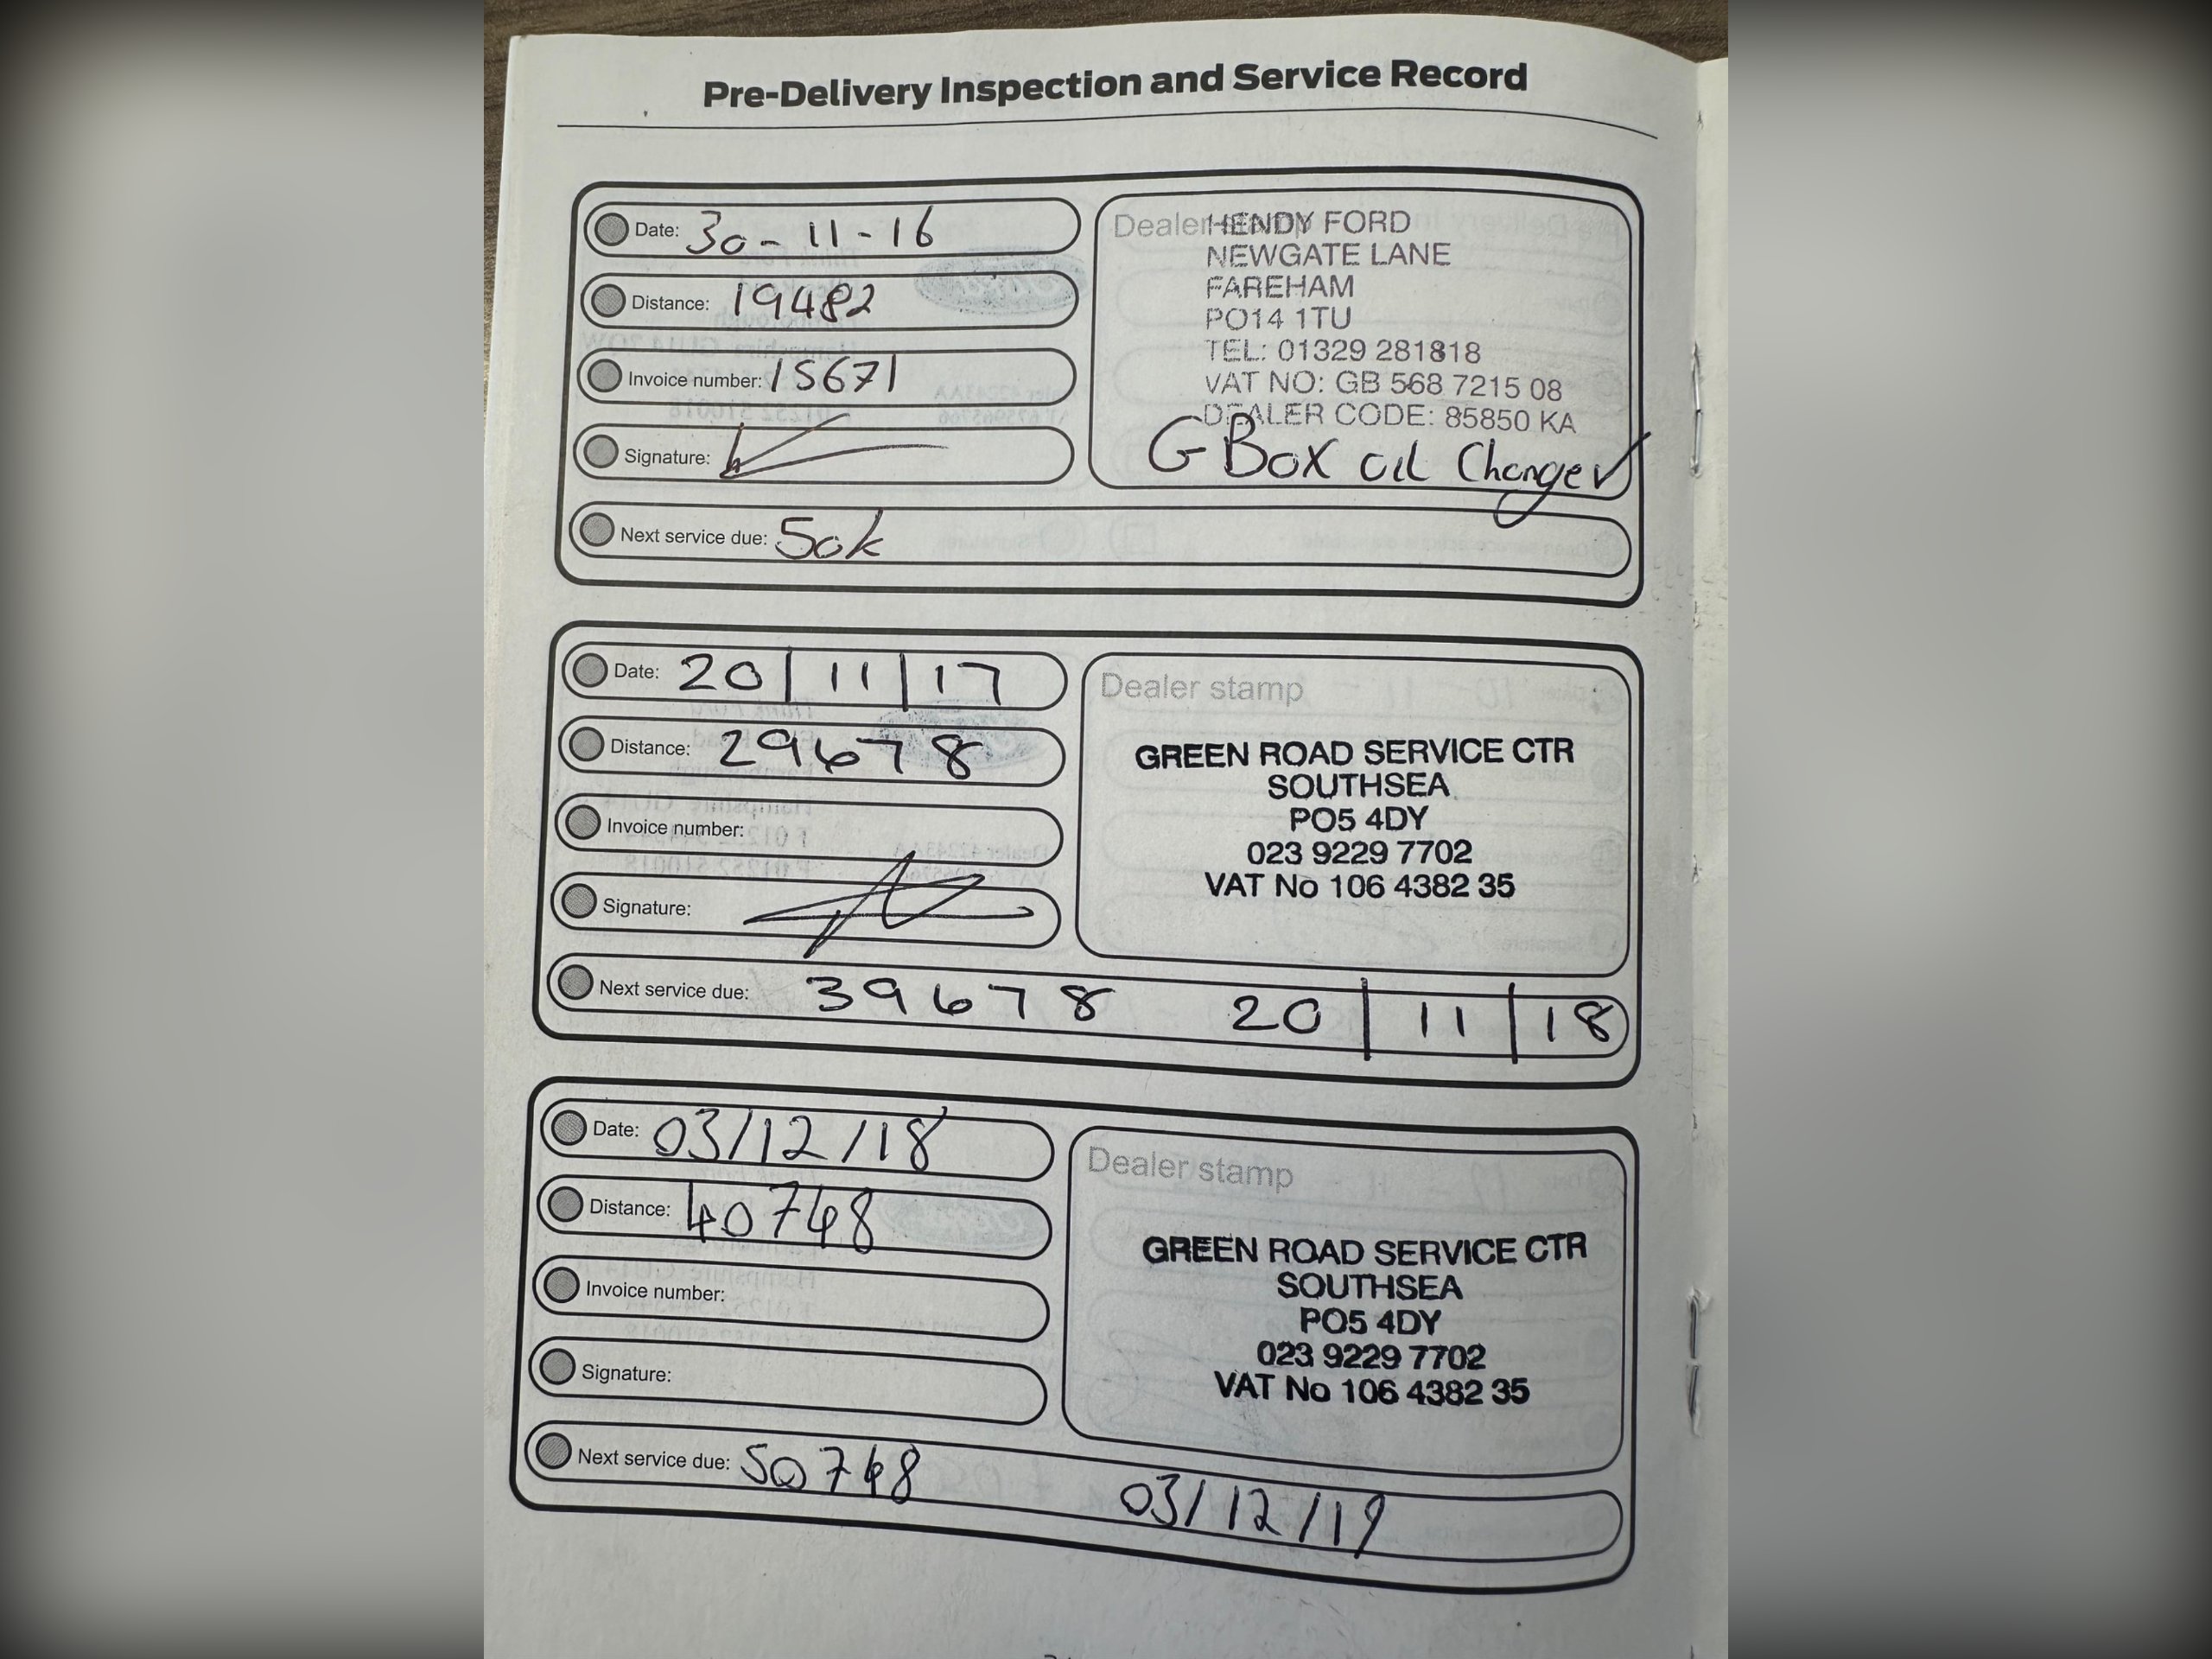 Pre-Delivery Inspection and Service Record
Date: 30-11-16
Distance: 19482
Invoice number: 15671
Signature:
Next service due: 50k
Dealer stamp
HENDY FORD
NEWGATE LANE
FAREHAM
PO14 1TU
TEL: 01329 281818
VAT NO: GB 568 7215 08
DEALER CODE: 85850 KA
G Box oil Change ✓
Date: 20/11/17
Distance: 29678
Invoice number:
Signature:
Next service due: 39678 20/11/18
Dealer stamp
GREEN ROAD SERVICE CTR
SOUTHSEA
PO5 4DY
023 9229 7702
VAT No 106 4382 35
Date: 03/12/18
Distance: 40748
Invoice number:
Signature:
Next service due: 50748 03/12/19
Dealer stamp
GREEN ROAD SERVICE CTR
SOUTHSEA
PO5 4DY
023 9229 7702
VAT No 106 4382 35